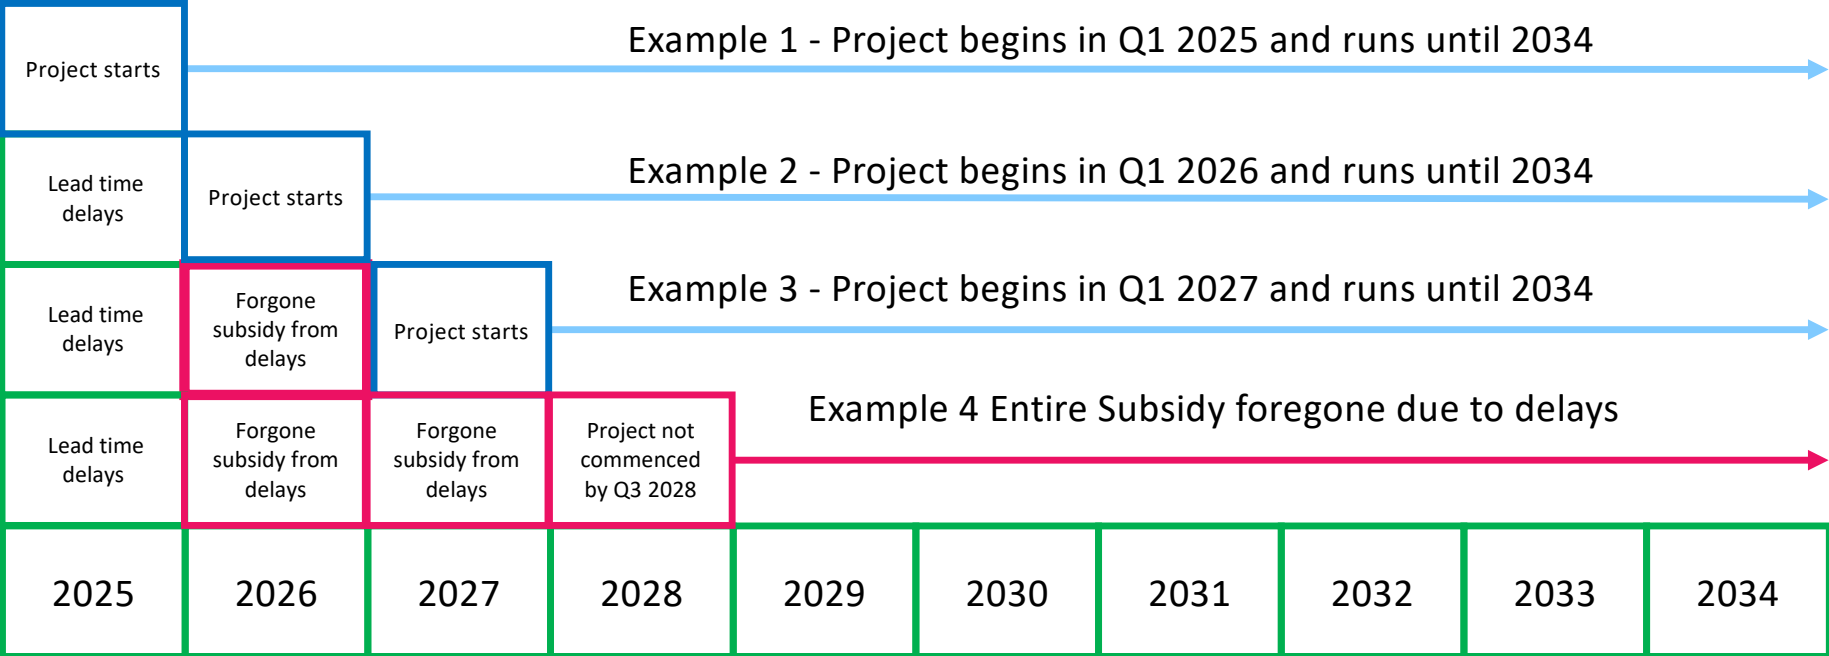 Example 1 - Project begins in Q1 2025 and runs until 2034
Project starts
Example 2 - Project begins in Q1 2026 and runs until 2034
Lead time
delays
Project starts
Example 3 - Project begins in Q1 2027 and runs until 2034
Lead time
delays
Forgone
subsidy from
delays
Project starts
Example 4 Entire Subsidy foregone due to delays
Lead time
delays
Forgone
subsidy from
delays
Forgone
subsidy from
delays
Project not
commenced
by Q3 2028
2025 2026 2027 2028 2029 2030 2031 2032 2033 2034